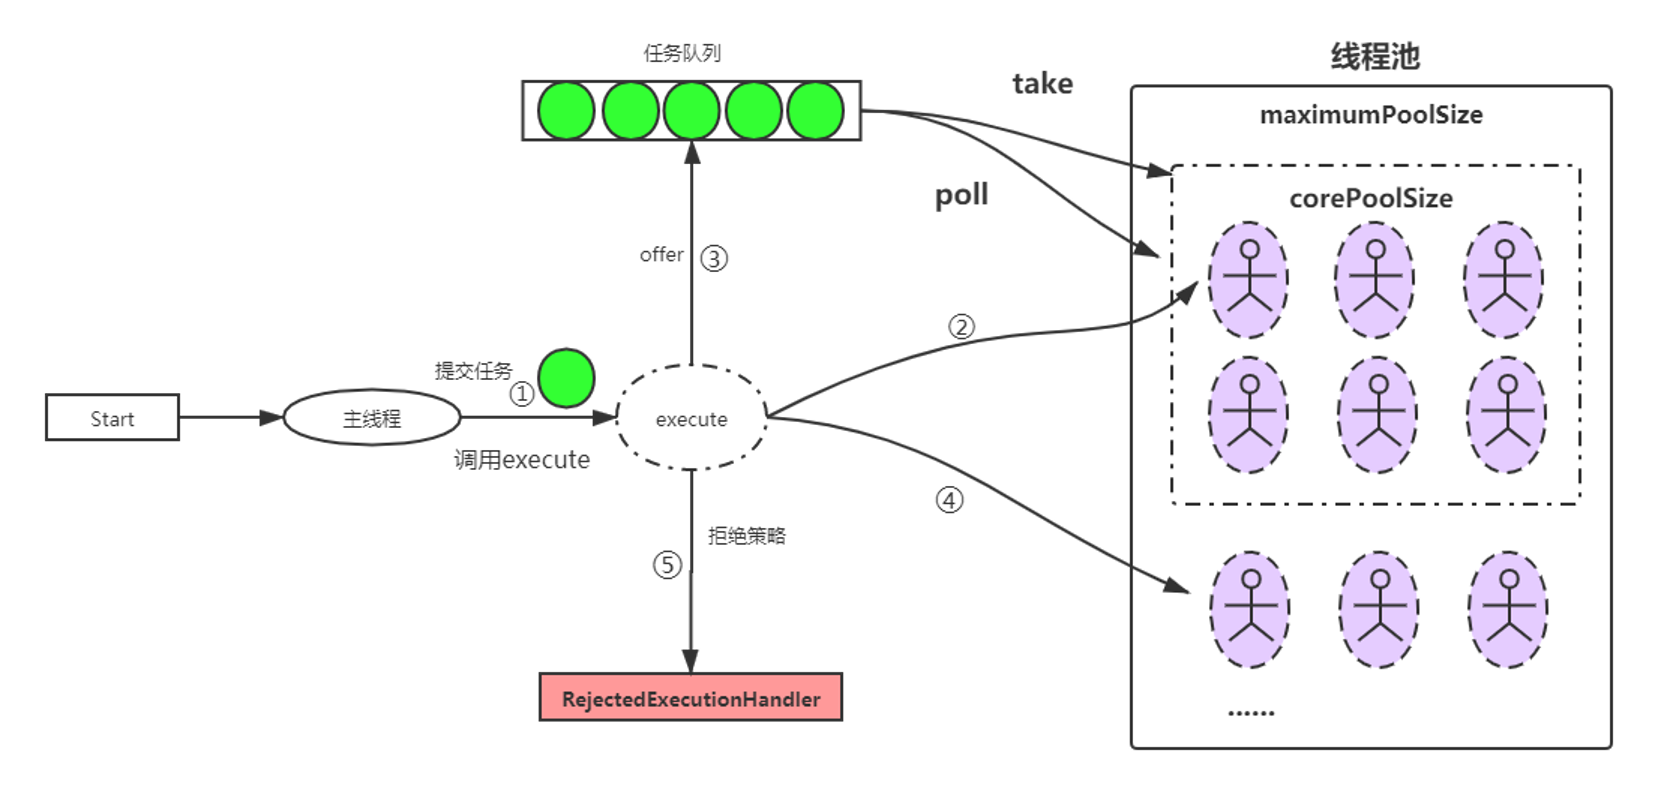 任务队列
take
线程池
maximumPoolSize
poll
corePoolSize
offer
③
②
提交任务
①
Start
主线程
execute
调用execute
④
拒绝策略
⑤
RejectedExecutionHandler
......